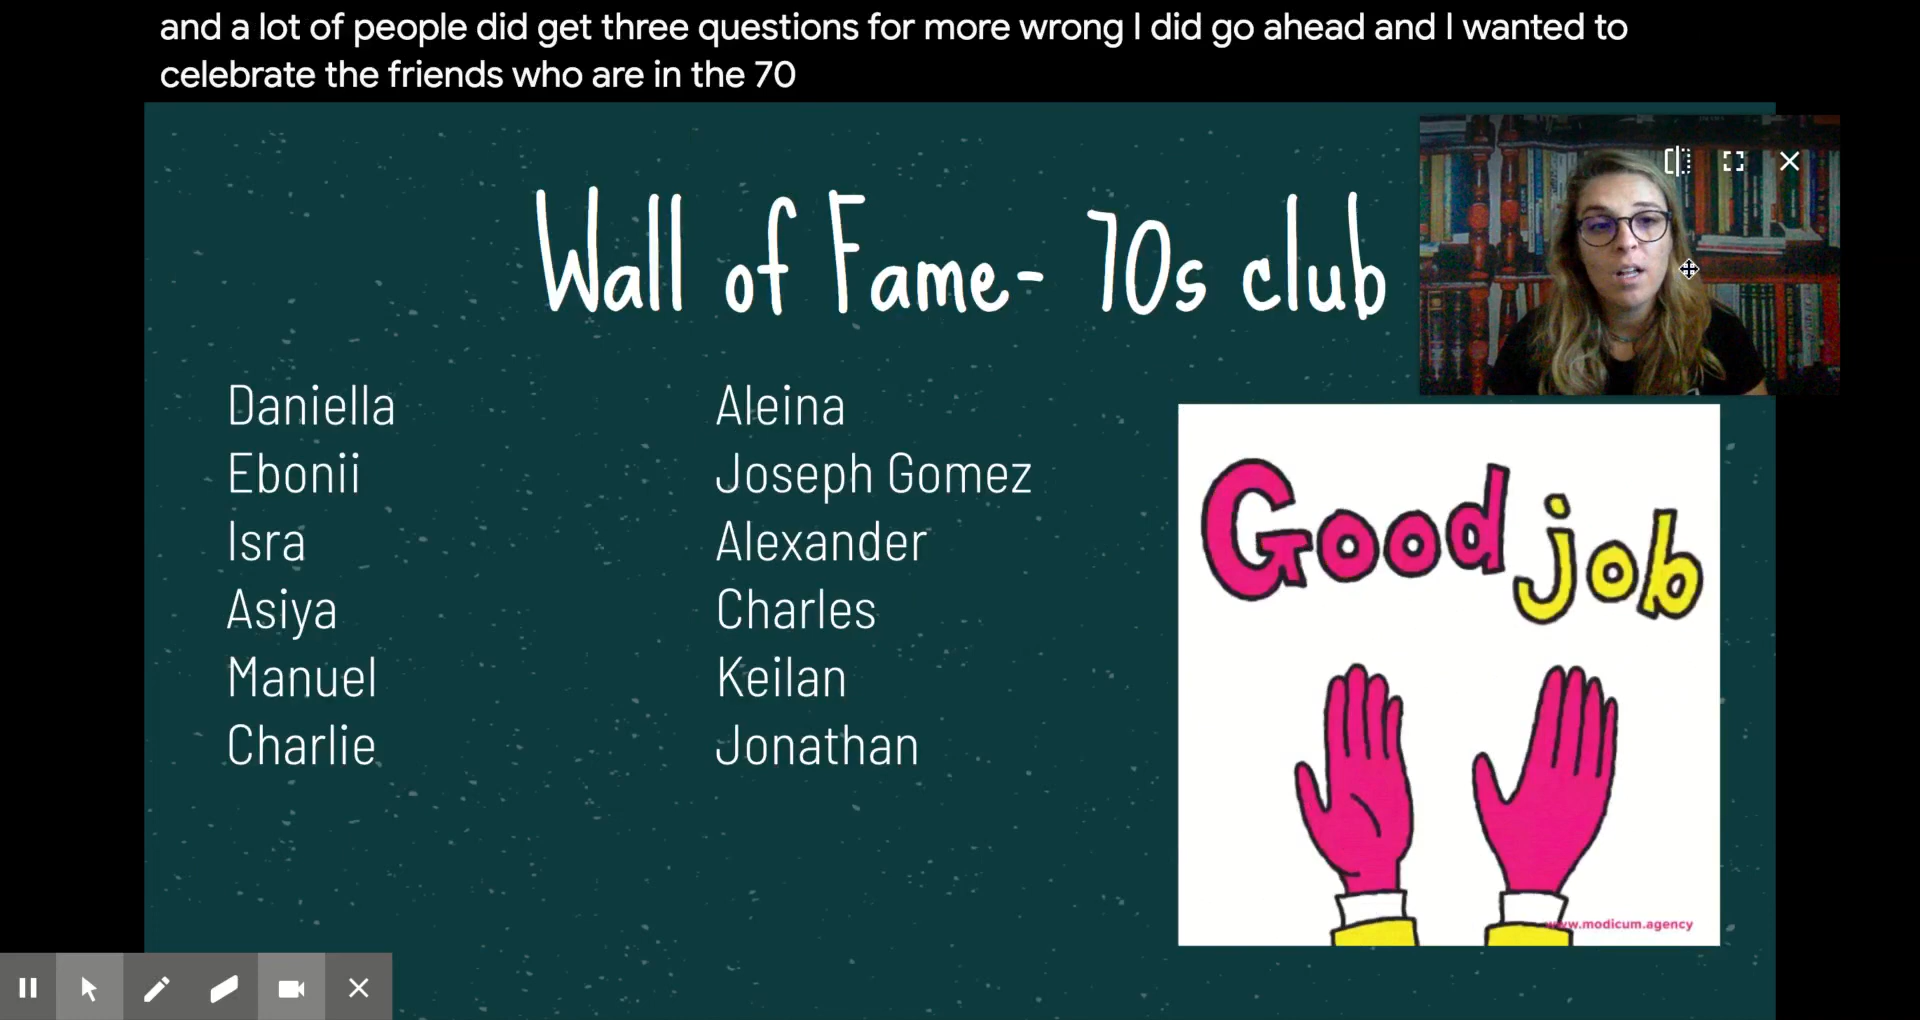 and a lot of people did get three questions for more wrong I did go ahead and I wanted to
celebrate the friends who are in the 70
Wall of Fame- 70s club
Daniella
Ebonii
Isra
Asiya
Manuel
Charlie
Aleina
Joseph Gomez
Alexander
Charles
Keilan
Jonathan
Good job
www.modicum.agency